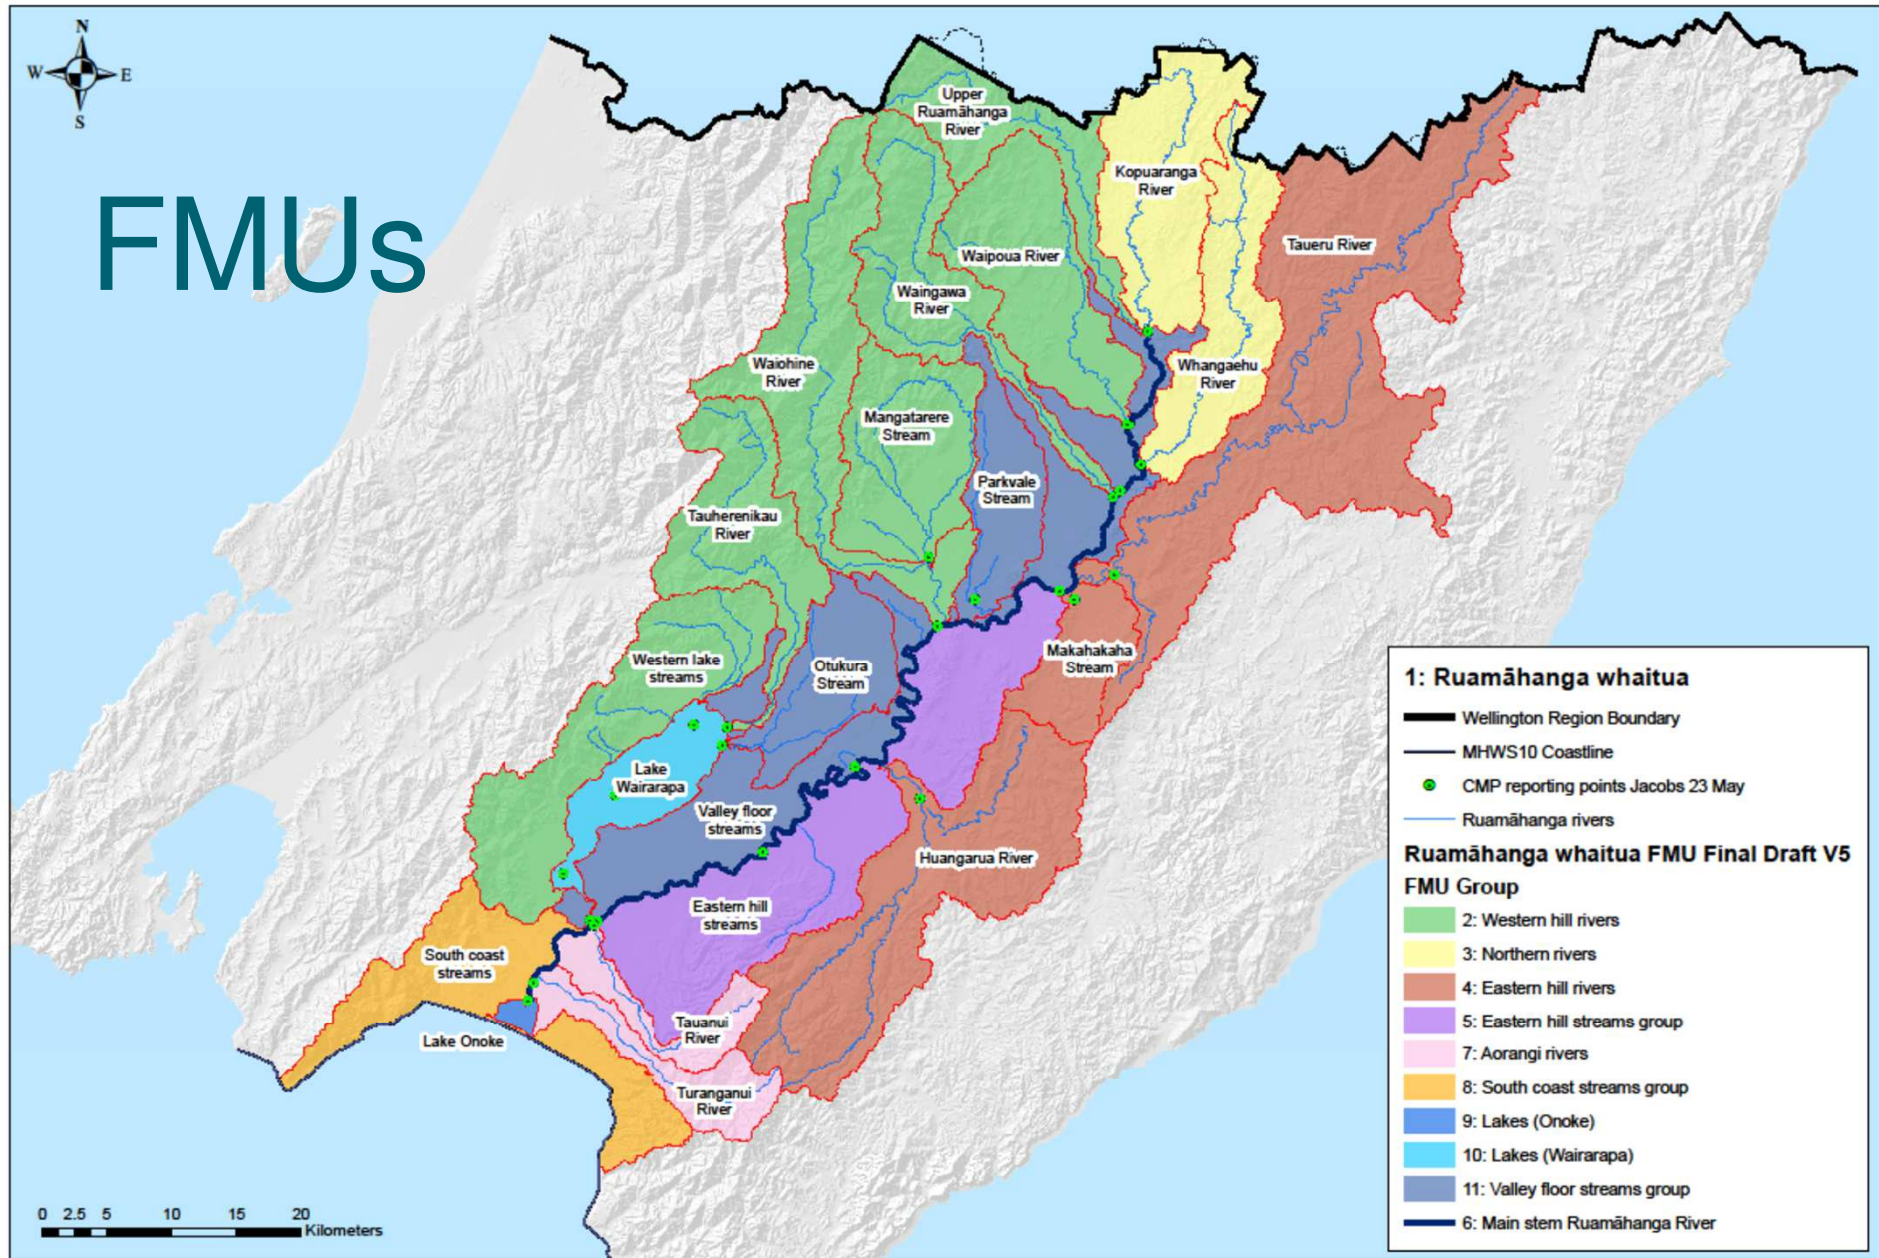 N
W
E
S
FMUs
Upper
Ruamāhanga
River
Kopuaranga
River
Taueru River
Waipoua River
Waingawa
River
Waiohine
River
Whangaehu
River
Mangatarere
Stream
Parkvale
Stream
Tauherenikau
River
Western lake
streams
Otukura
Stream
Makahakaha
Stream
Lake
Wairarapa
Valley floor
streams
Huangarua River
Eastern hill
streams
South coast
streams
Tauanui
River
Lake Onoke
Turanganui
River
0 2.5 5 10 15 20
Kilometers
1: Ruamāhanga whaitua
Wellington Region Boundary
MHWS10 Coastline
CMP reporting points Jacobs 23 May
Ruamāhanga rivers
Ruamāhanga whaitua FMU Final Draft V5
FMU Group
2: Western hill rivers
3: Northern rivers
4: Eastern hill rivers
5: Eastern hill streams group
7: Aorangi rivers
8: South coast streams group
9: Lakes (Onoke)
10: Lakes (Wairarapa)
11: Valley floor streams group
6: Main stem Ruamāhanga River